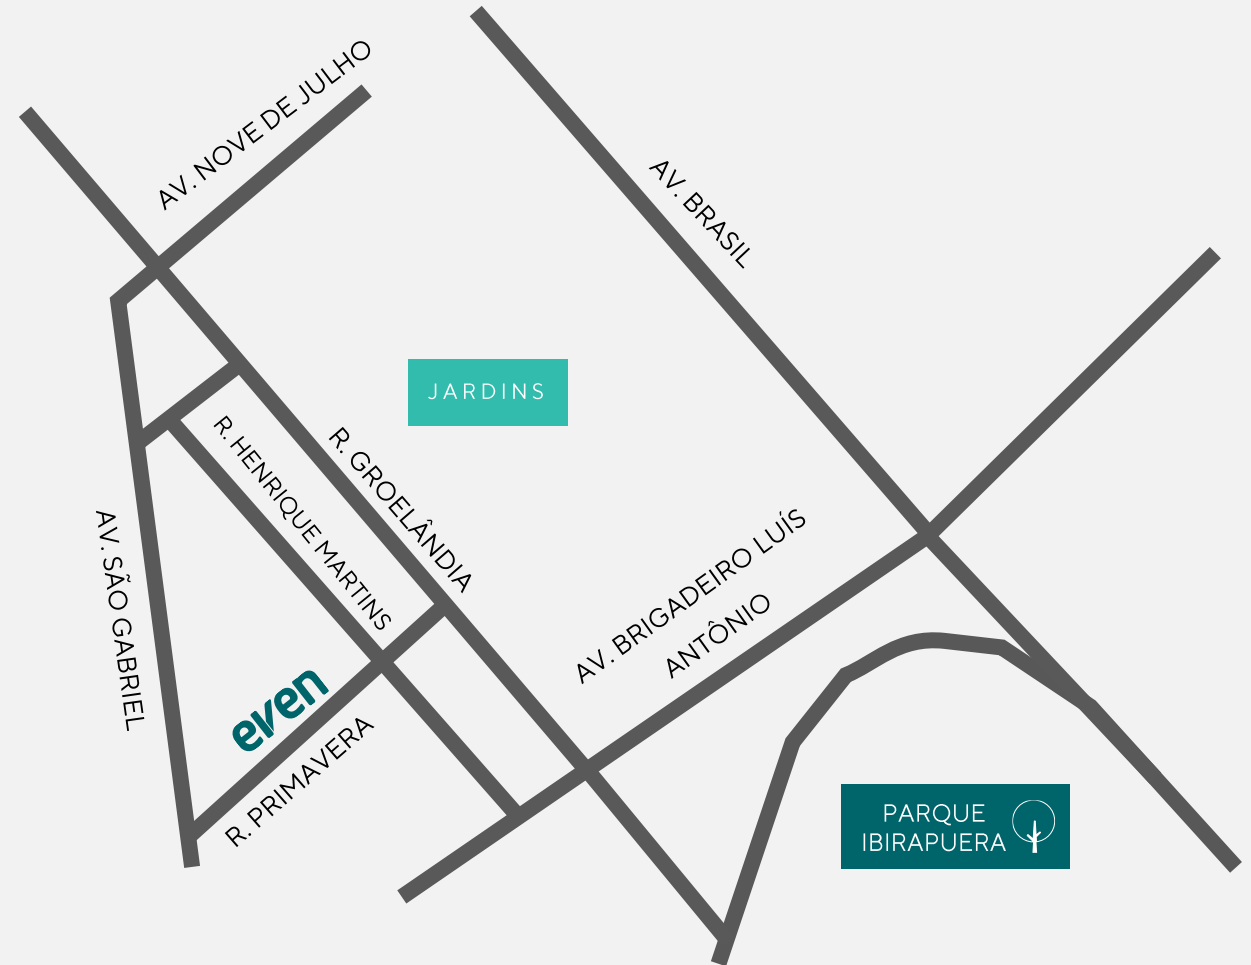 AV. NOVE DE JULHO
AV. BRASIL
JARDINS
R. HENRIQUE MARTINS
R. GROELÂNDIA
AV. SÃO GABRIEL
AV. BRIGADEIRO LUÍS
ANTÔNIO
even
R. PRIMAVERA
PARQUE
IBIRAPUERA